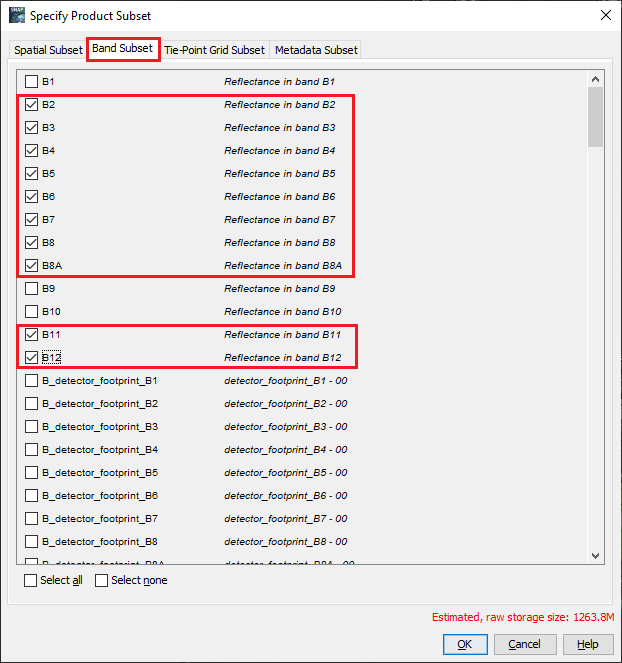 SNAP
Specify Product Subset
Spatial Subset Band Subset Tie-Point Grid Subset Metadata Subset
B1 Reflectance in band B1
B2 Reflectance in band B2
B3 Reflectance in band B3
B4 Reflectance in band B4
B5 Reflectance in band B5
B6 Reflectance in band B6
B7 Reflectance in band B7
B8 Reflectance in band B8
B8A Reflectance in band B8A
B9 Reflectance in band B9
B10 Reflectance in band B10
B11 Reflectance in band B11
B12 Reflectance in band B12
B_detector_footprint_B1 detector_footprint_B1 - 00
B_detector_footprint_B2 detector_footprint_B2 - 00
B_detector_footprint_B3 detector_footprint_B3 - 00
B_detector_footprint_B4 detector_footprint_B4 - 00
B_detector_footprint_B5 detector_footprint_B5 - 00
B_detector_footprint_B6 detector_footprint_B6 - 00
B_detector_footprint_B7 detector_footprint_B7 - 00
B_detector_footprint_B8 detector_footprint_B8 - 00
B_detector_footprint_B8A detector_footprint_B8A - 00
Select all Select none
Estimated, raw storage size: 1263.8M
OK Cancel Help